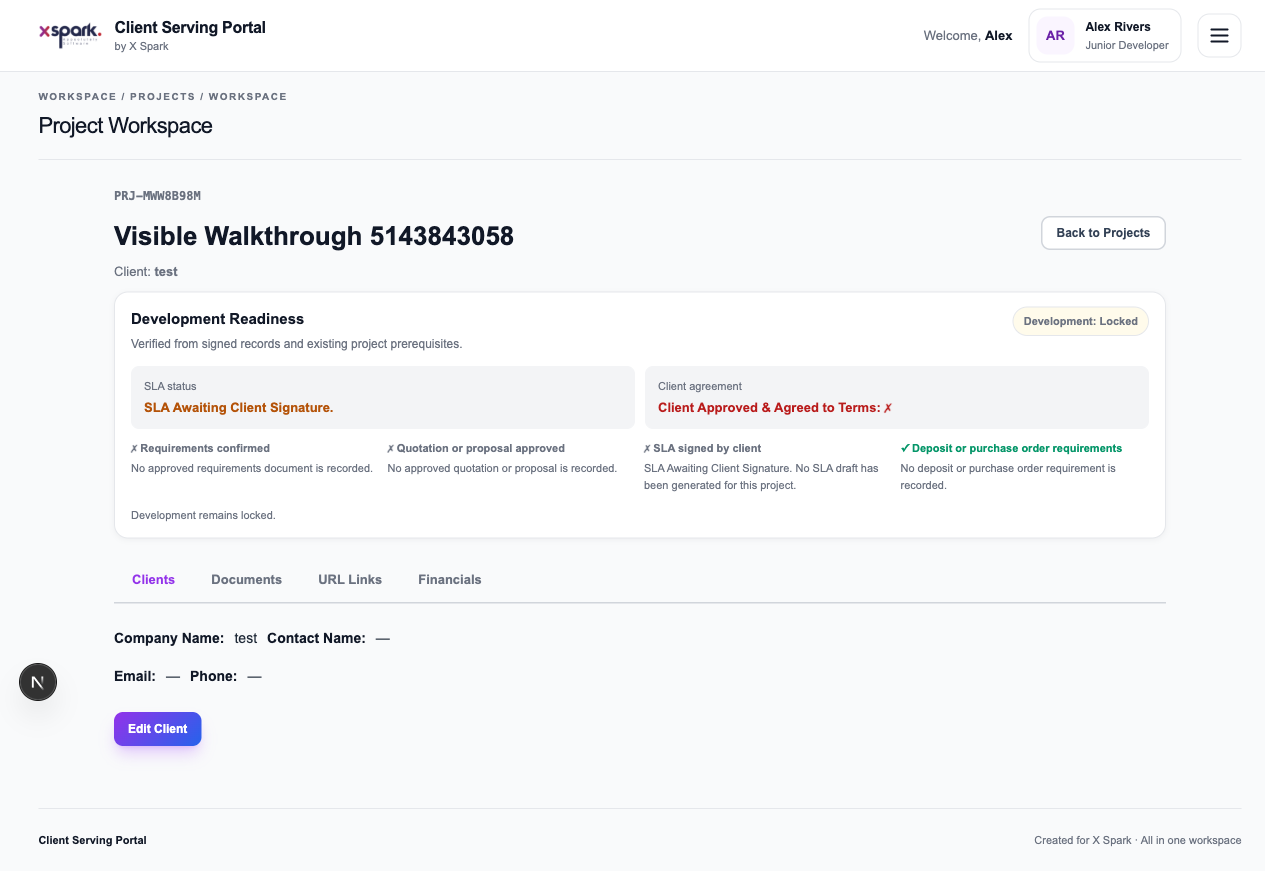 xspark.
Client Serving Portal
by X Spark
Welcome, Alex
AR
Alex Rivers
Junior Developer
WORKSPACE / PROJECTS / WORKSPACE
Project Workspace
PRJ-MWW8B98M
Visible Walkthrough 5143843058
Back to Projects
Client: test
Development Readiness
Development: Locked
Verified from signed records and existing project prerequisites.
SLA status
SLA Awaiting Client Signature.
Client agreement
Client Approved & Agreed to Terms: ✗
✗ Requirements confirmed
No approved requirements document is recorded.
✗ Quotation or proposal approved
No approved quotation or proposal is recorded.
✗ SLA signed by client
SLA Awaiting Client Signature. No SLA draft has
been generated for this project.
✓ Deposit or purchase order requirements
No deposit or purchase order requirement is
recorded.
Development remains locked.
Clients Documents URL Links Financials
Company Name: test Contact Name: —
Email: — Phone: —
N
Edit Client
Client Serving Portal
Created for X Spark · All in one workspace